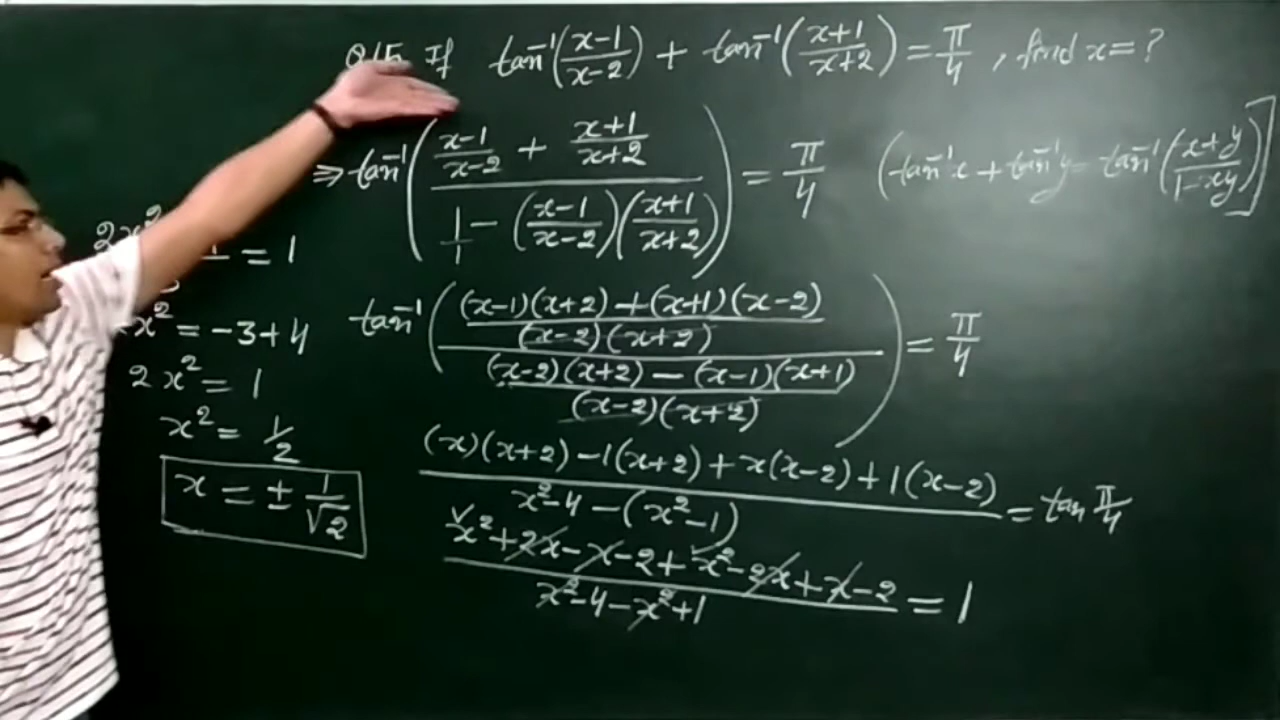 Q15 If tan⁻¹((x-1)/(x-2)) + tan⁻¹((x+1)/(x+2)) = π/4 , find x = ?
⇒ tan⁻¹(((x-1)/(x-2) + (x+1)/(x+2)) / (1/1 - ((x-1)/(x-2))((x+1)/(x+2)))) = π/4 (tan⁻¹x + tan⁻¹y = tan⁻¹((x+y)/(1-xy))]
tan⁻¹(((x-1)(x+2) + (x+1)(x-2))/((x-2)(x+2)) / ((x-2)(x+2) - (x-1)(x+1))/((x-2)(x+2))) = π/4
((x)(x+2) - 1(x+2) + x(x-2) + 1(x-2)) / (x²-4 - (x²-1)) = tan π/4
(x² + 2x - x - 2 + x² - 2x + x - 2) / (x² - 4 - x² + 1) = 1
2x² = 1
x² = -3+4
2x² = 1
x² = 1/2
x = ± 1/√2